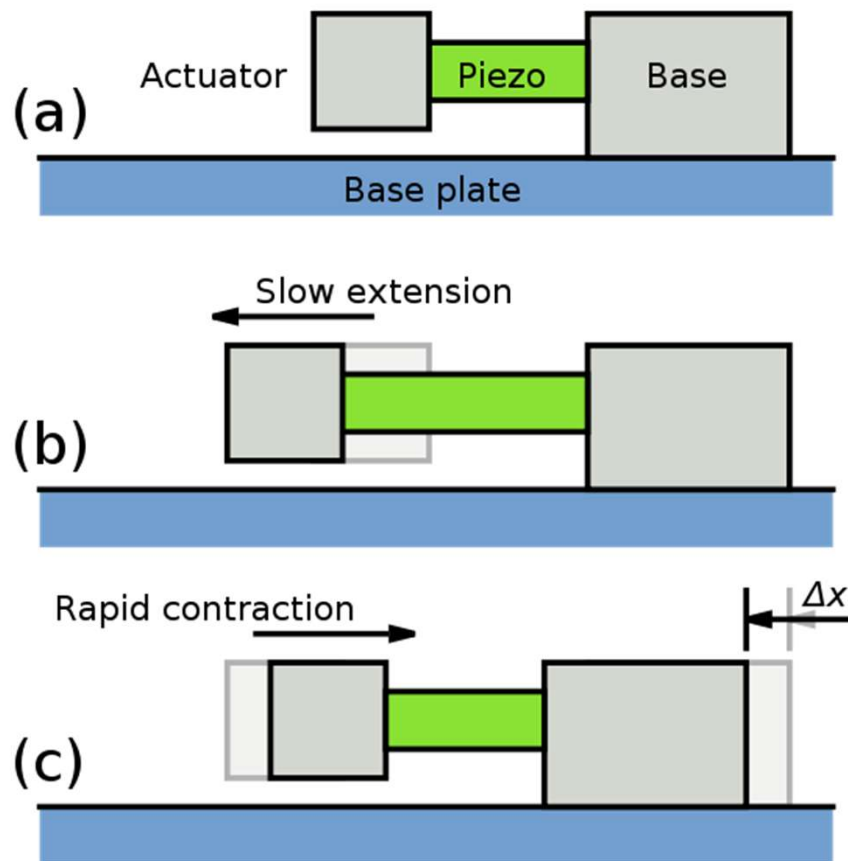 Actuator
Piezo
Base
(a)
Base plate
Slow extension
(b)
Rapid contraction
Δx
(c)